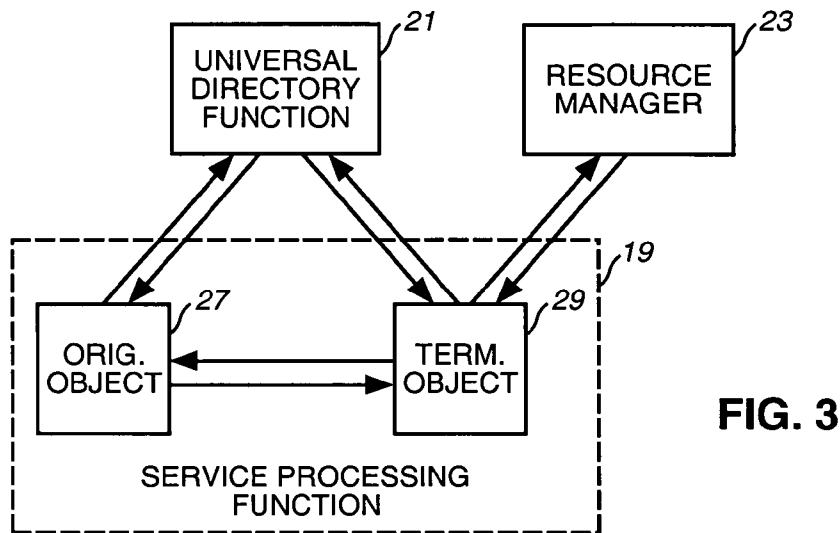 21
UNIVERSAL
DIRECTORY
FUNCTION
23
RESOURCE
MANAGER
19
27
ORIG.
OBJECT
29
TERM.
OBJECT
SERVICE PROCESSING
FUNCTION
FIG. 3